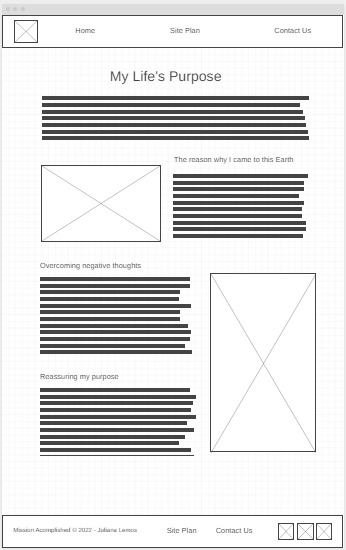 Home Site Plan Contact Us
My Life's Purpose
The reason why I came to this Earth
Overcoming negative thoughts
Reassuring my purpose
Mission Acomplished © 2022 - Juliana Lemos Site Plan Contact Us